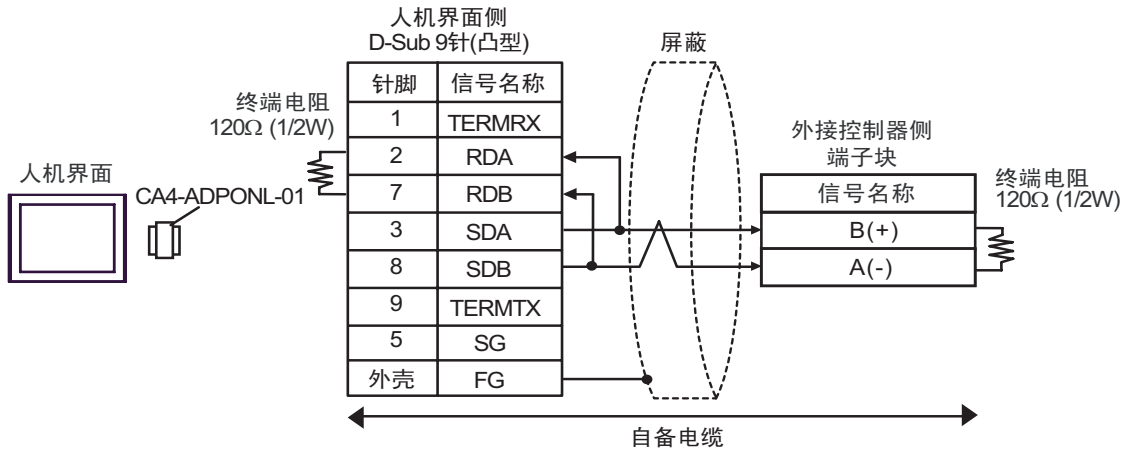 人机界面侧
D-Sub 9针(凸型)
屏蔽
针脚 信号名称
终端电阻
120Ω (1/2W)
1 TERMRX
2 RDA
7 RDB
3 SDA
8 SDB
9 TERMTX
5 SG
外壳 FG
人机界面
CA4-ADPONL-01
外接控制器侧
端子块
信号名称
B(+)
A(-)
终端电阻
120Ω (1/2W)
自备电缆